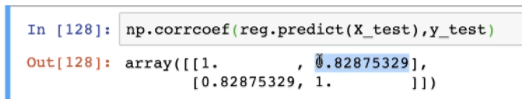 In [128]: np.corrcoef(reg.predict(X_test),y_test)
Out[128]: array([[1.        , 0.82875329],
[0.82875329, 1.        ]])